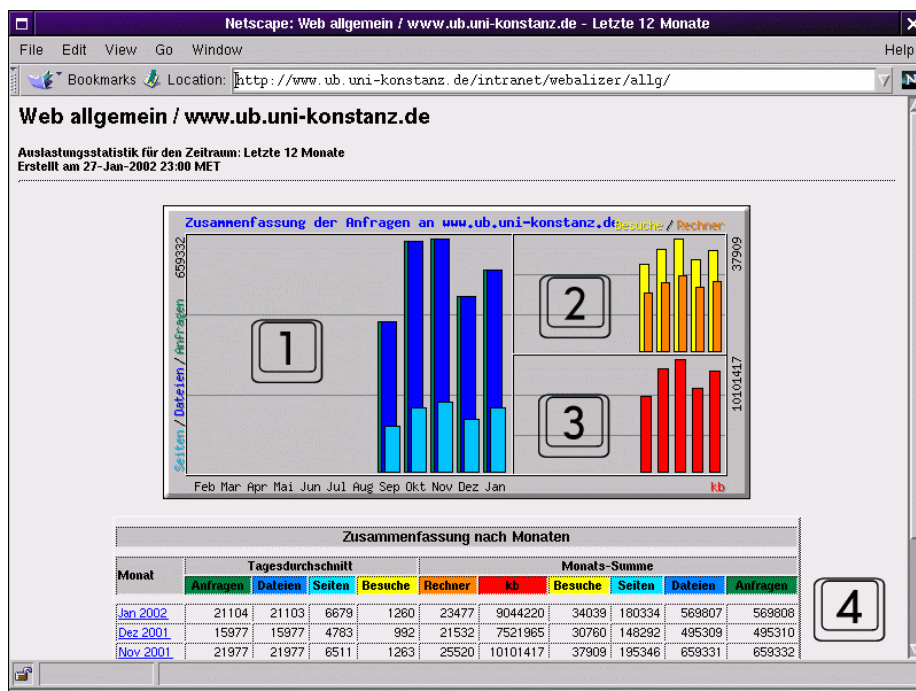 Netscape: Web allgemein / www.ub.uni-konstanz.de - Letzte 12 Monate
File Edit View Go Window Help
Bookmarks Location: http://www.ub.uni-konstanz.de/intranet/webalizer/allg/ N
Web allgemein / www.ub.uni-konstanz.de
Auslastungsstatistik für den Zeitraum: Letzte 12 Monate
Erstellt am 27-Jan-2002 23:00 MET
Zusammenfassung der Anfragen an www.ub.uni-konstanz.de
Besuche / Rechner
659332
Seiten / Dateien / Anfragen
1
2
37909
3
10101417
Feb Mar Apr Mai Jun Jul Aug Sep Okt Nov Dez Jan
kb
Zusammenfassung nach Monaten
Monat Tagesdurchschnitt Monats-Summe
Anfragen Dateien Seiten Besuche Rechner kb Besuche Seiten Dateien Anfragen
Jan 2002 21104 21103 6679 1260 23477 9044220 34039 180334 569807 569808
Dez 2001 15977 15977 4783 992 21532 7521965 30760 148292 495309 495310
Nov 2001 21977 21977 6511 1263 25520 10101417 37909 195346 659331 659332
4